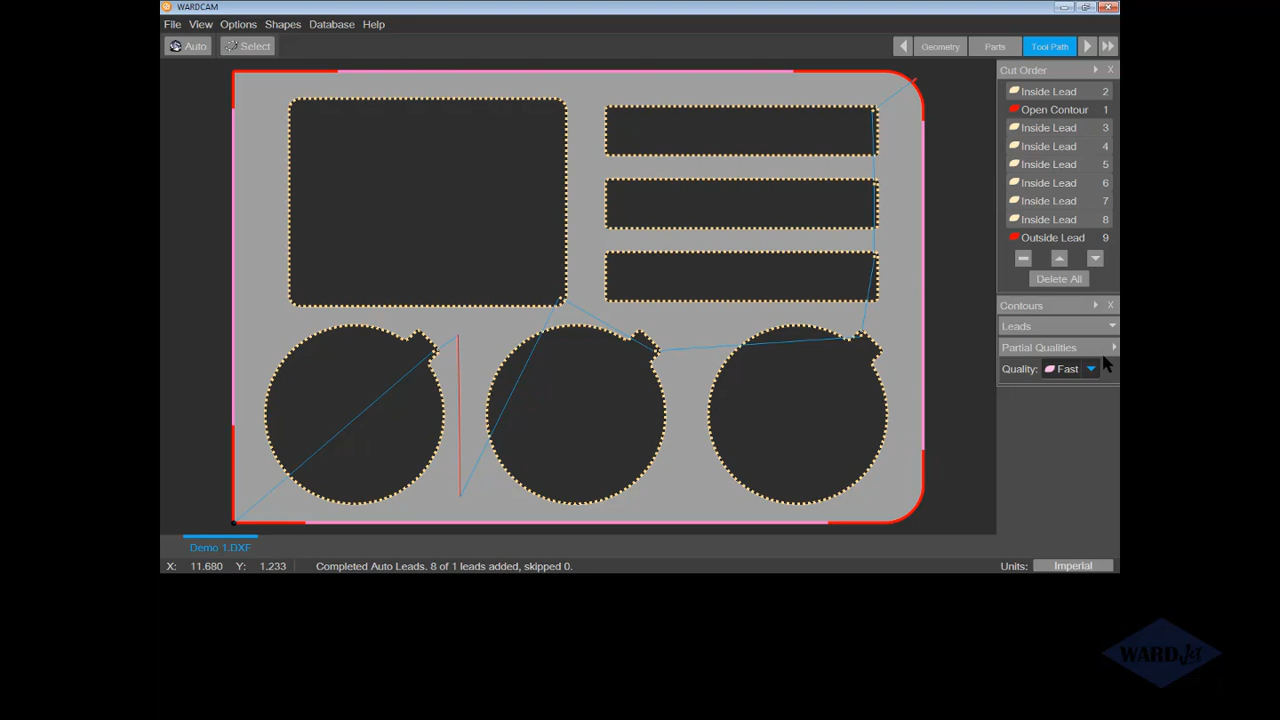 WARDCAM
File View Options Shapes Database Help
Auto Select Geometry Parts Tool Path
Cut Order X
Inside Lead 2
Open Contour 1
Inside Lead 3
Inside Lead 4
Inside Lead 5
Inside Lead 6
Inside Lead 7
Inside Lead 8
Outside Lead 9
Delete All
Contours X
Leads
Partial Qualities
Quality: Fast
Demo 1.DXF
X: 11.680 Y: 1.233 Completed Auto Leads. 8 of 1 leads added, skipped 0. Units: Imperial
WARDJet